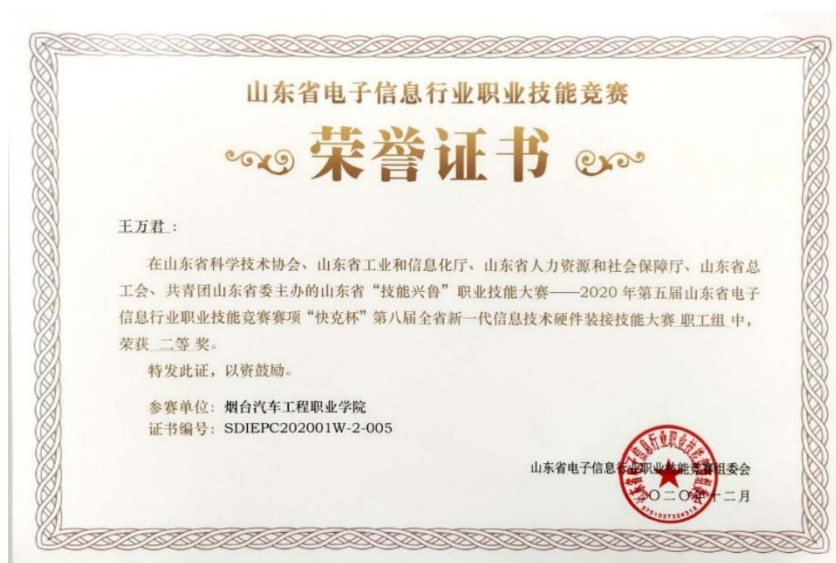 山东省电子信息行业职业技能竞赛
荣誉证书
王万君：
在山东省科学技术协会、山东省工业和信息化厅、山东省人力资源和社会保障厅、山东省总
工会、共青团山东省委主办的山东省“技能兴鲁”职业技能大赛——2020年第五届山东省电子
信息行业职业技能竞赛赛项“快克杯”第八届全省新一代信息技术硬件装接技能大赛 职工组 中，
荣获 二等 奖。
特发此证，以资鼓励。
参赛单位：烟台汽车工程职业学院
证书编号：SDIEPC202001W-2-005
山东省电子信息行业职业技能竞赛组委会
二〇二〇年十二月